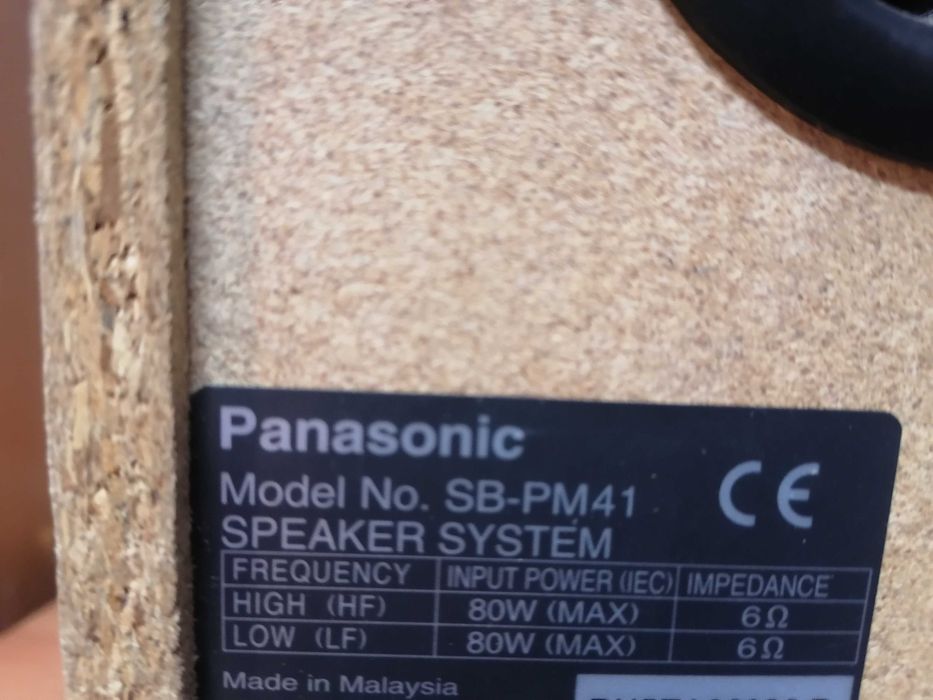 Panasonic
Model No. SB-PM41
CE
SPEAKER SYSTEM
FREQUENCY INPUT POWER (IEC) IMPEDANCE
HIGH (HF) 80W (MAX) 6Ω
LOW (LF) 80W (MAX) 6Ω
Made in Malaysia